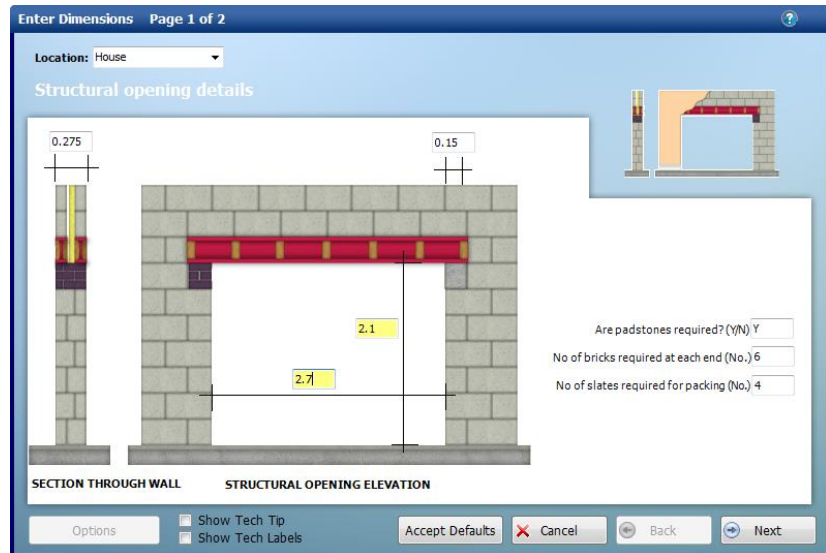 Enter Dimensions Page 1 of 2
Location: House
Structural opening details
0.275
0.15
2.1
2.7
Are padstones required? (Y/N) Y
No of bricks required at each end (No.) 6
No of slates required for packing (No.) 4
SECTION THROUGH WALL
STRUCTURAL OPENING ELEVATION
Options
Show Tech Tip
Show Tech Labels
Accept Defaults
Cancel
Back
Next